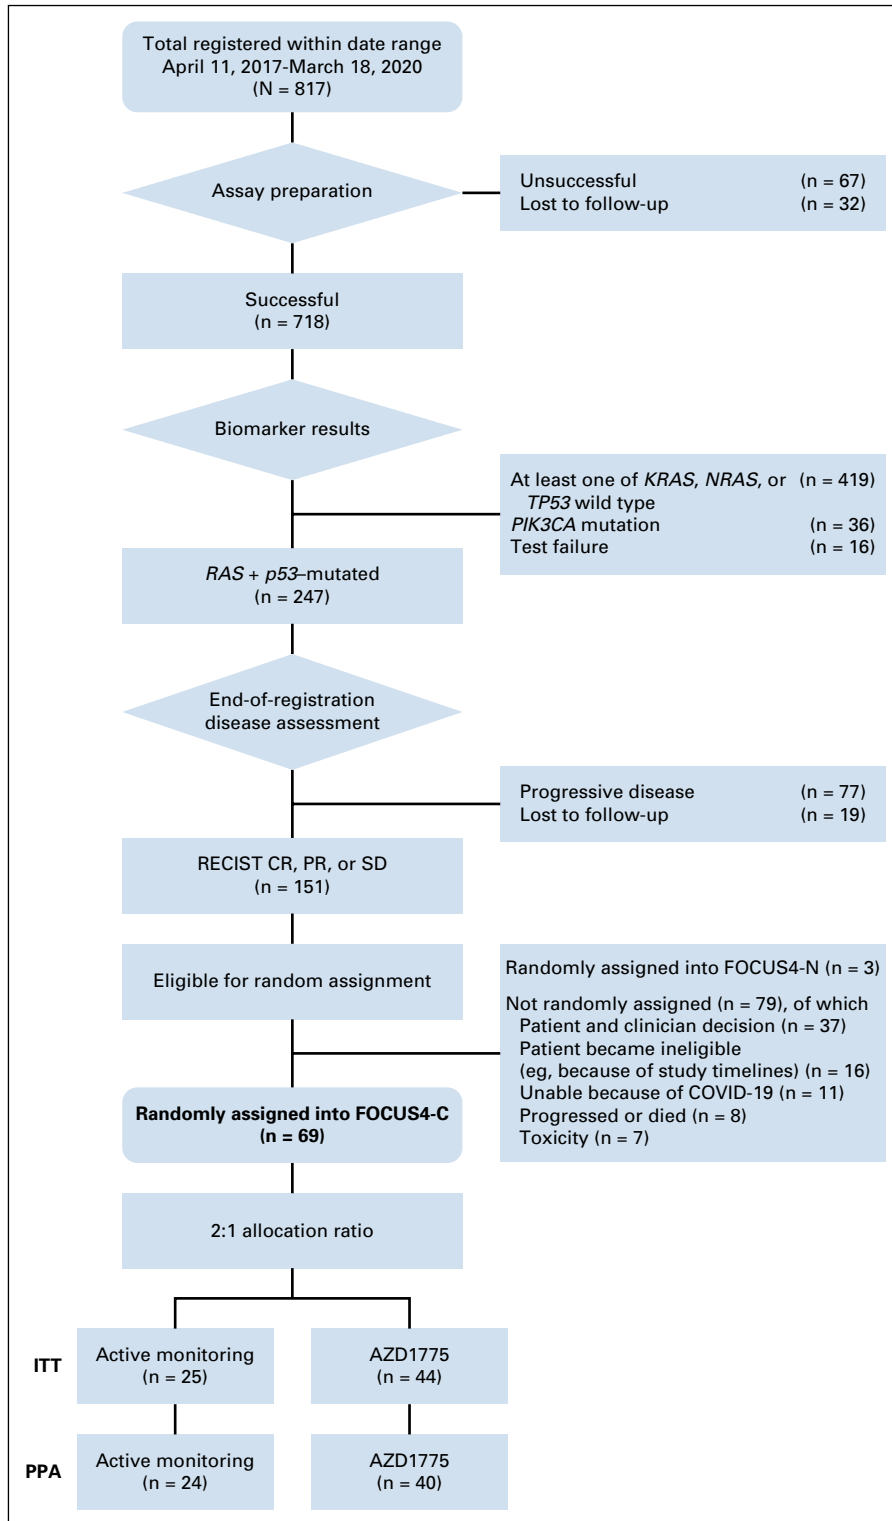 Total registered within date range
April 11, 2017-March 18, 2020
(N = 817)
Assay preparation
Unsuccessful (n = 67)
Lost to follow-up (n = 32)
Successful
(n = 718)
Biomarker results
At least one of KRAS, NRAS, or (n = 419)
TP53 wild type
PIK3CA mutation (n = 36)
Test failure (n = 16)
RAS + p53–mutated
(n = 247)
End-of-registration
disease assessment
Progressive disease (n = 77)
Lost to follow-up (n = 19)
RECIST CR, PR, or SD
(n = 151)
Eligible for random assignment
Randomly assigned into FOCUS4-N (n = 3)
Not randomly assigned (n = 79), of which
Patient and clinician decision (n = 37)
Patient became ineligible
(eg, because of study timelines) (n = 16)
Unable because of COVID-19 (n = 11)
Progressed or died (n = 8)
Toxicity (n = 7)
Randomly assigned into FOCUS4-C
(n = 69)
2:1 allocation ratio
ITT
Active monitoring
(n = 25)
AZD1775
(n = 44)
PPA
Active monitoring
(n = 24)
AZD1775
(n = 40)